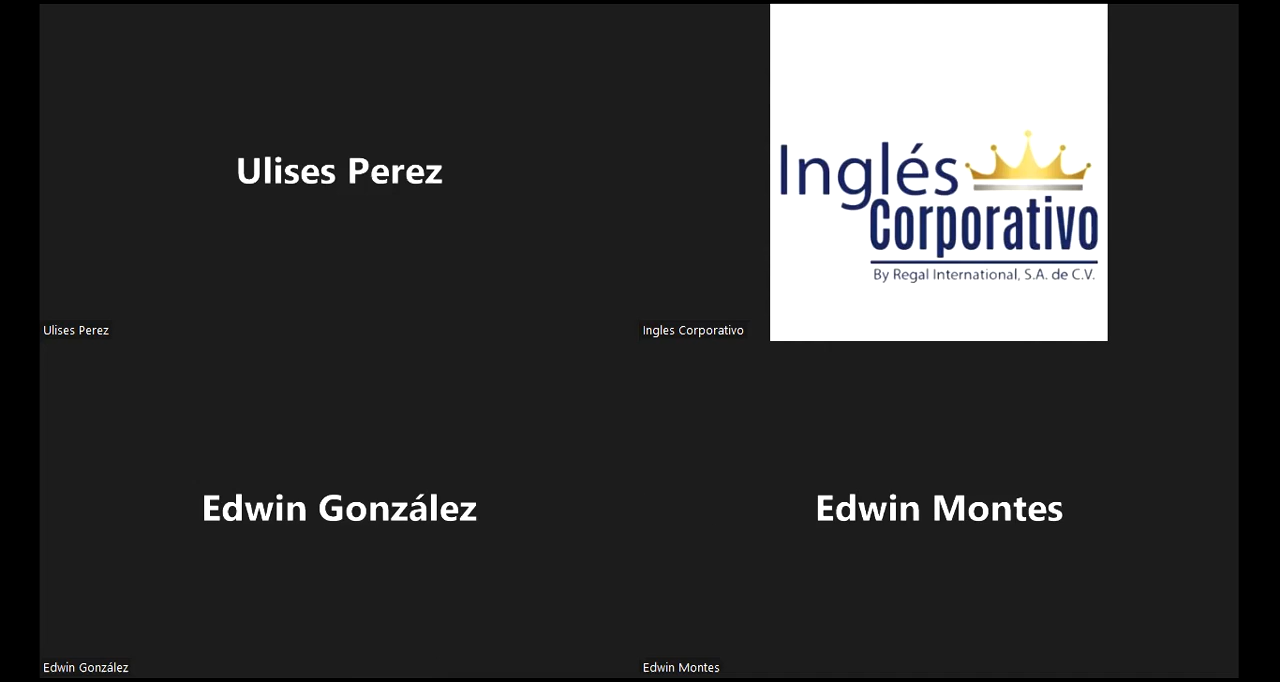 Ulises Perez
Inglés
Corporativo
By Regal International, S.A. de C.V.
Ulises Perez
Ingles Corporativo
Edwin González
Edwin Montes
Edwin González
Edwin Montes